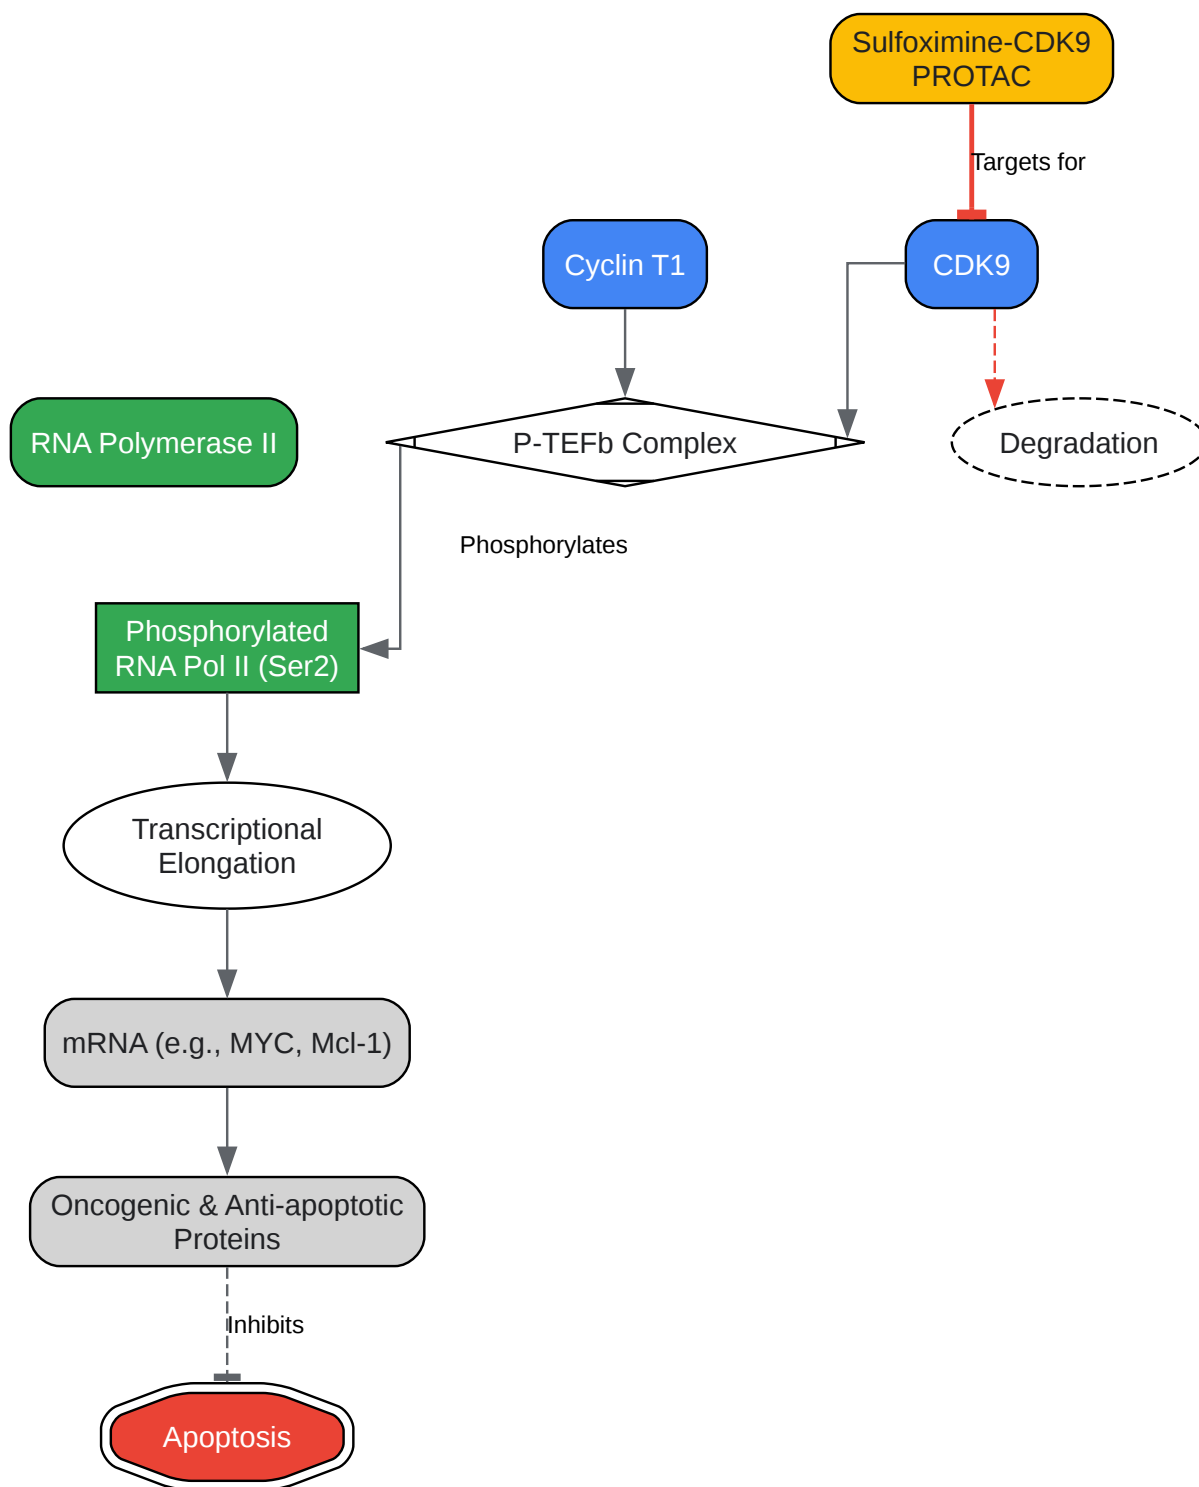 Sulfoximine-CDK9
PROTAC
Targets for
Cyclin T1
CDK9
RNA Polymerase II
P-TEFb Complex
Degradation
Phosphorylates
Phosphorylated
RNA Pol II (Ser2)
Transcriptional
Elongation
mRNA (e.g., MYC, Mcl-1)
Oncogenic & Anti-apoptotic
Proteins
Inhibits
Apoptosis